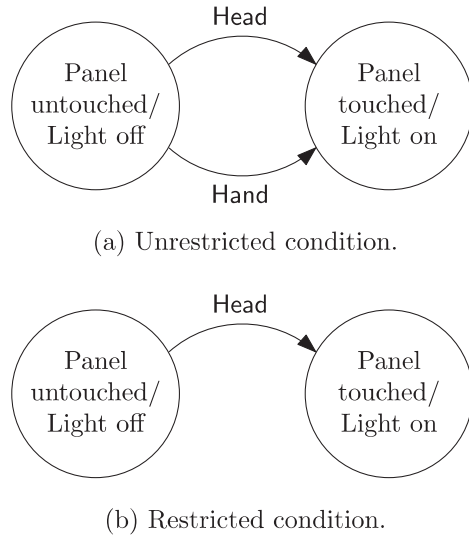 Head
Panel
untouched/
Light off
Panel
touched/
Light on
Hand
(a) Unrestricted condition.
Head
Panel
untouched/
Light off
Panel
touched/
Light on
(b) Restricted condition.